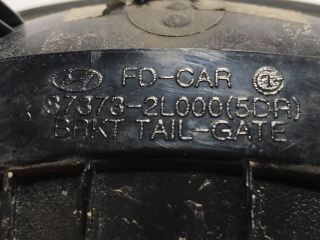 FD-CAR
87373-2L000(5DR)
BRKT TAIL-GATE